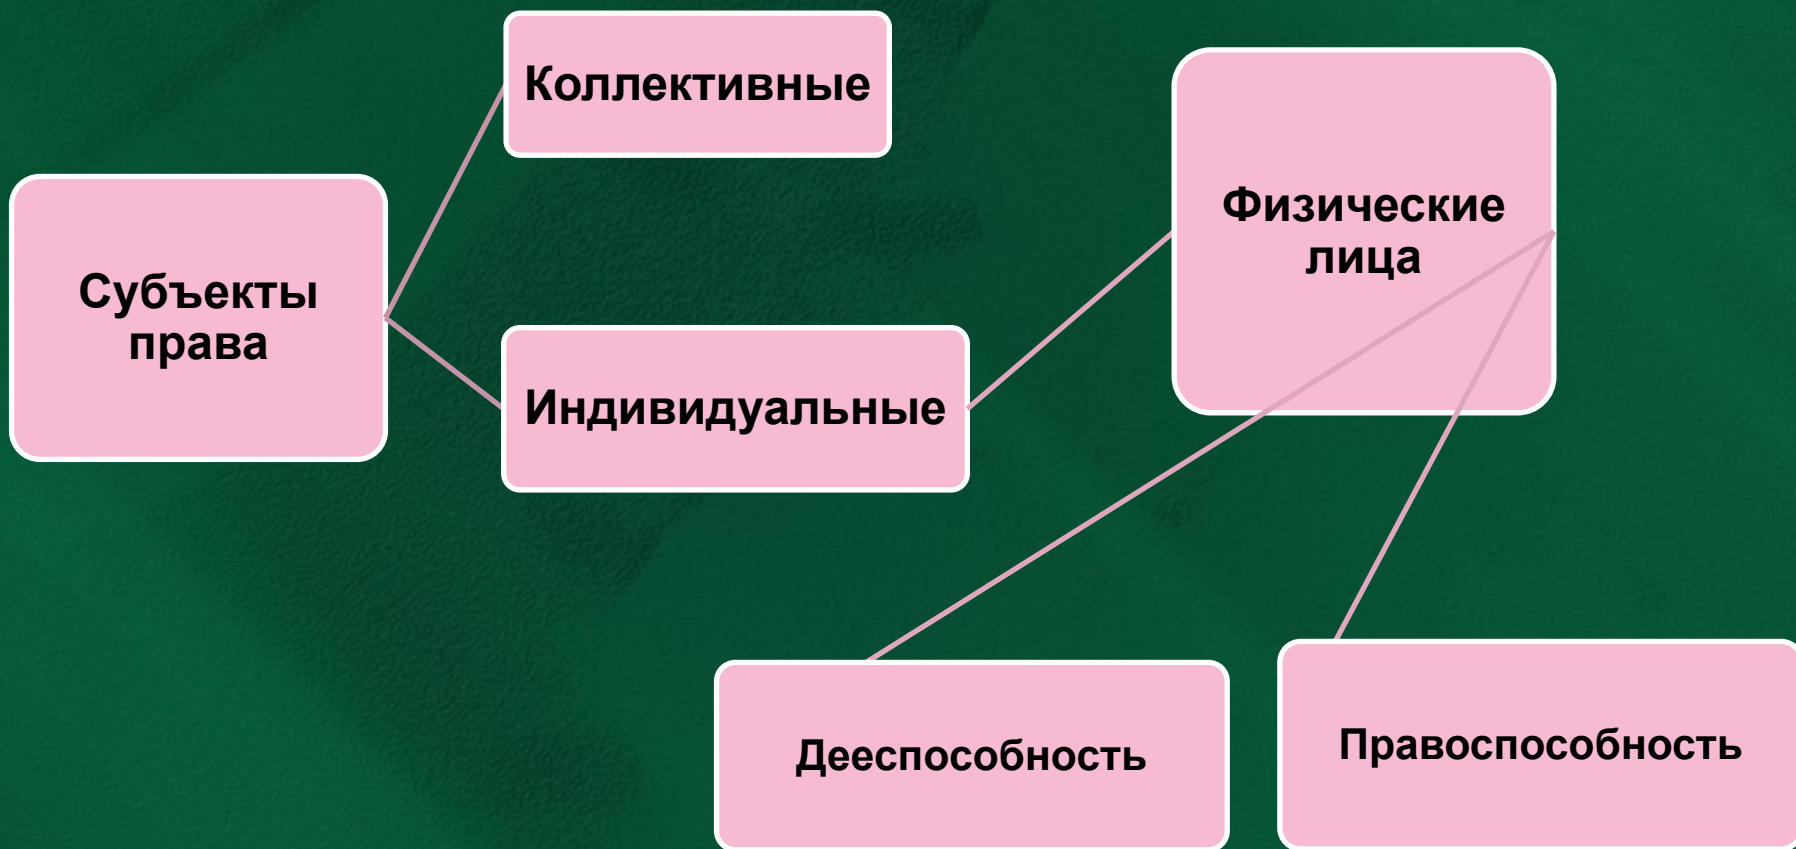 Коллективные
Физические
лица
Субъекты
права
Индивидуальные
Дееспособность
Правоспособность